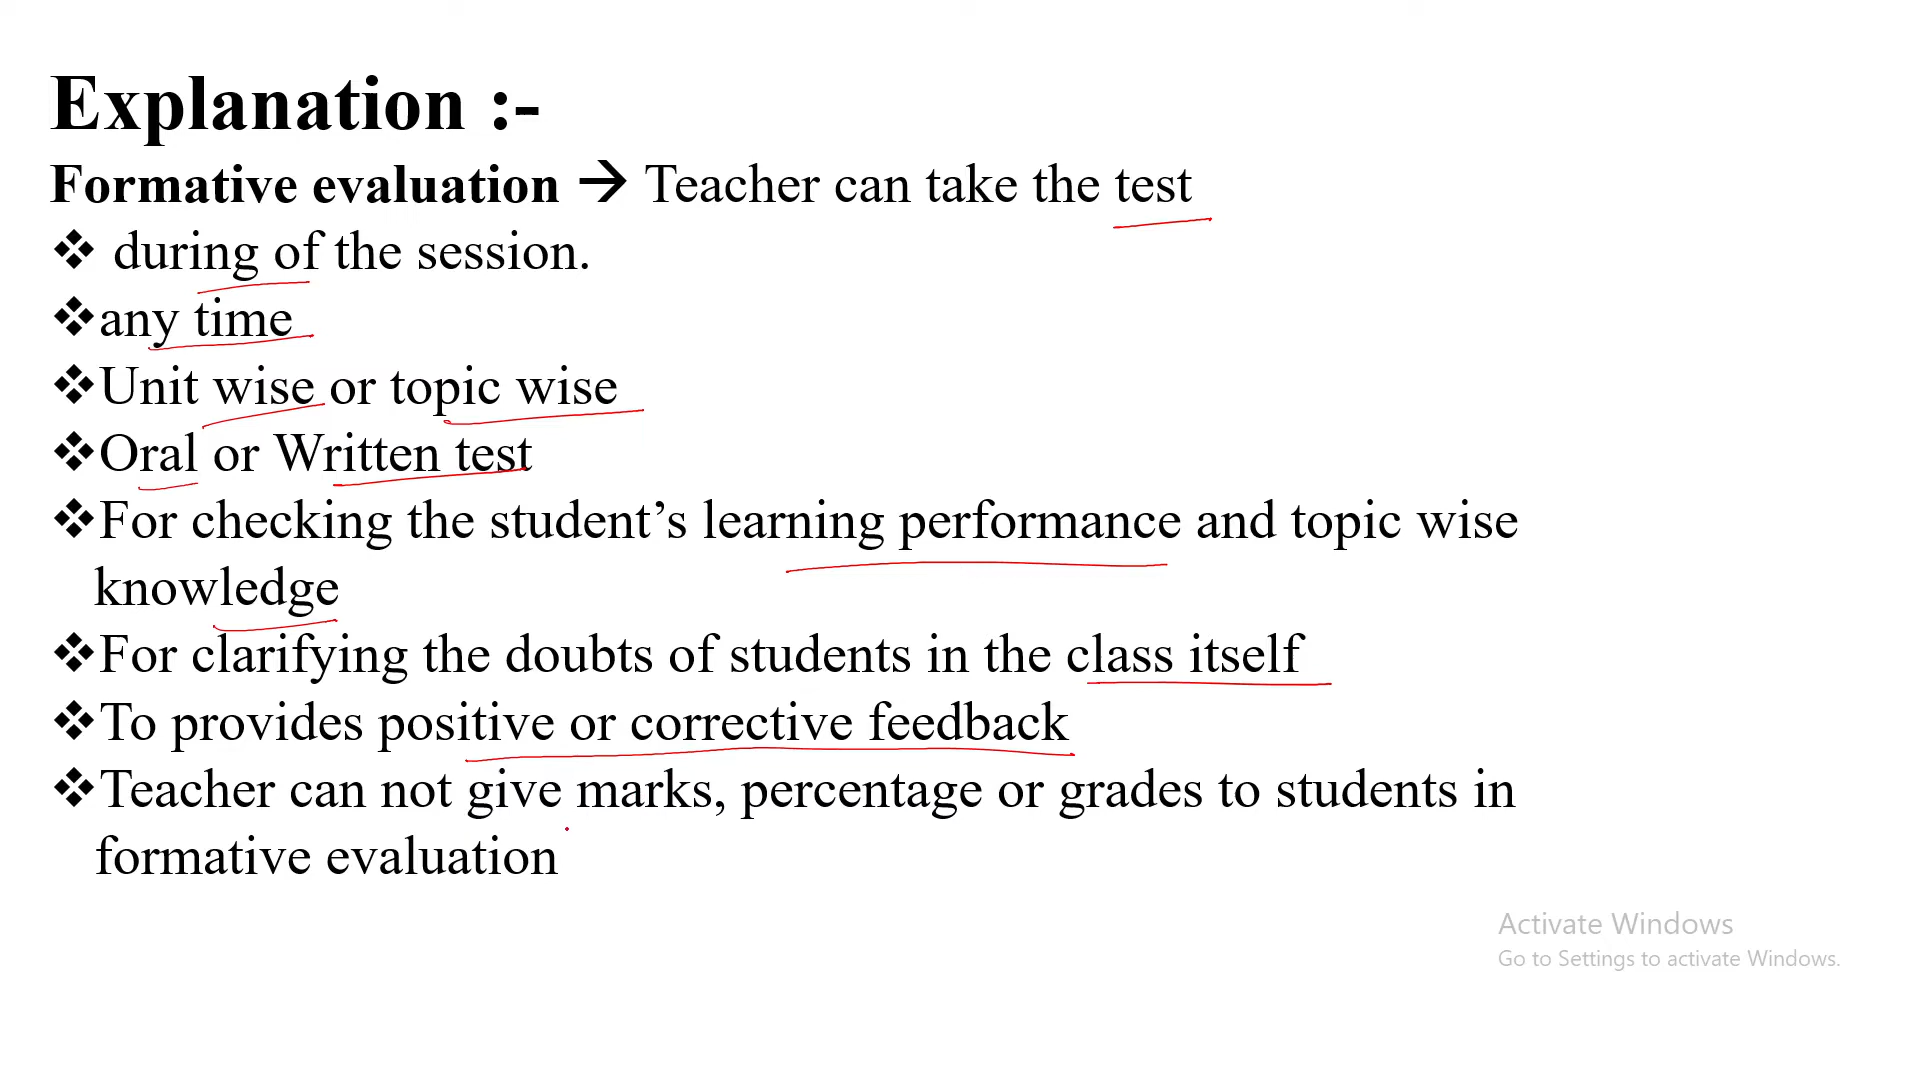 Explanation :-
Formative evaluation → Teacher can take the test
❖ during of the session.
❖any time
❖Unit wise or topic wise
❖Oral or Written test
❖For checking the student’s learning performance and topic wise
knowledge
❖For clarifying the doubts of students in the class itself
❖To provides positive or corrective feedback
❖Teacher can not give marks, percentage or grades to students in
formative evaluation
Activate Windows
Go to Settings to activate Windows.